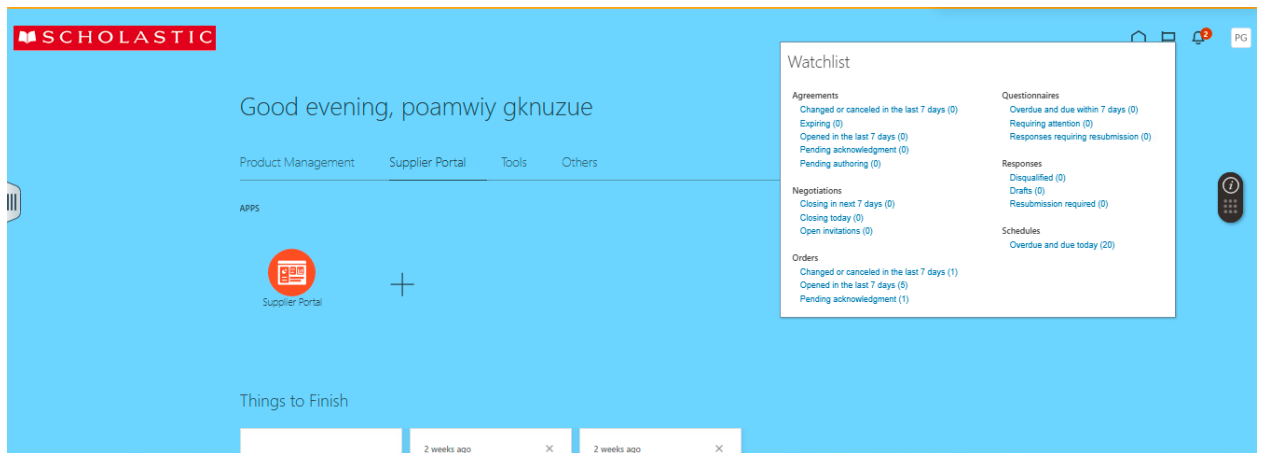 SCHOLASTIC
2
PG
Good evening, poamwiy gknuzue
Product Management Supplier Portal Tools Others
APPS
Supplier Portal
Things to Finish
2 weeks ago
2 weeks ago
Watchlist
Agreements
Changed or canceled in the last 7 days (0)
Expiring (0)
Opened in the last 7 days (0)
Pending acknowledgment (0)
Pending authoring (0)
Negotiations
Closing in next 7 days (0)
Closing today (0)
Open invitations (0)
Orders
Changed or canceled in the last 7 days (1)
Opened in the last 7 days (5)
Pending acknowledgment (1)
Questionnaires
Overdue and due within 7 days (0)
Requiring attention (0)
Responses requiring resubmission (0)
Responses
Disqualified (0)
Drafts (0)
Resubmission required (0)
Schedules
Overdue and due today (20)